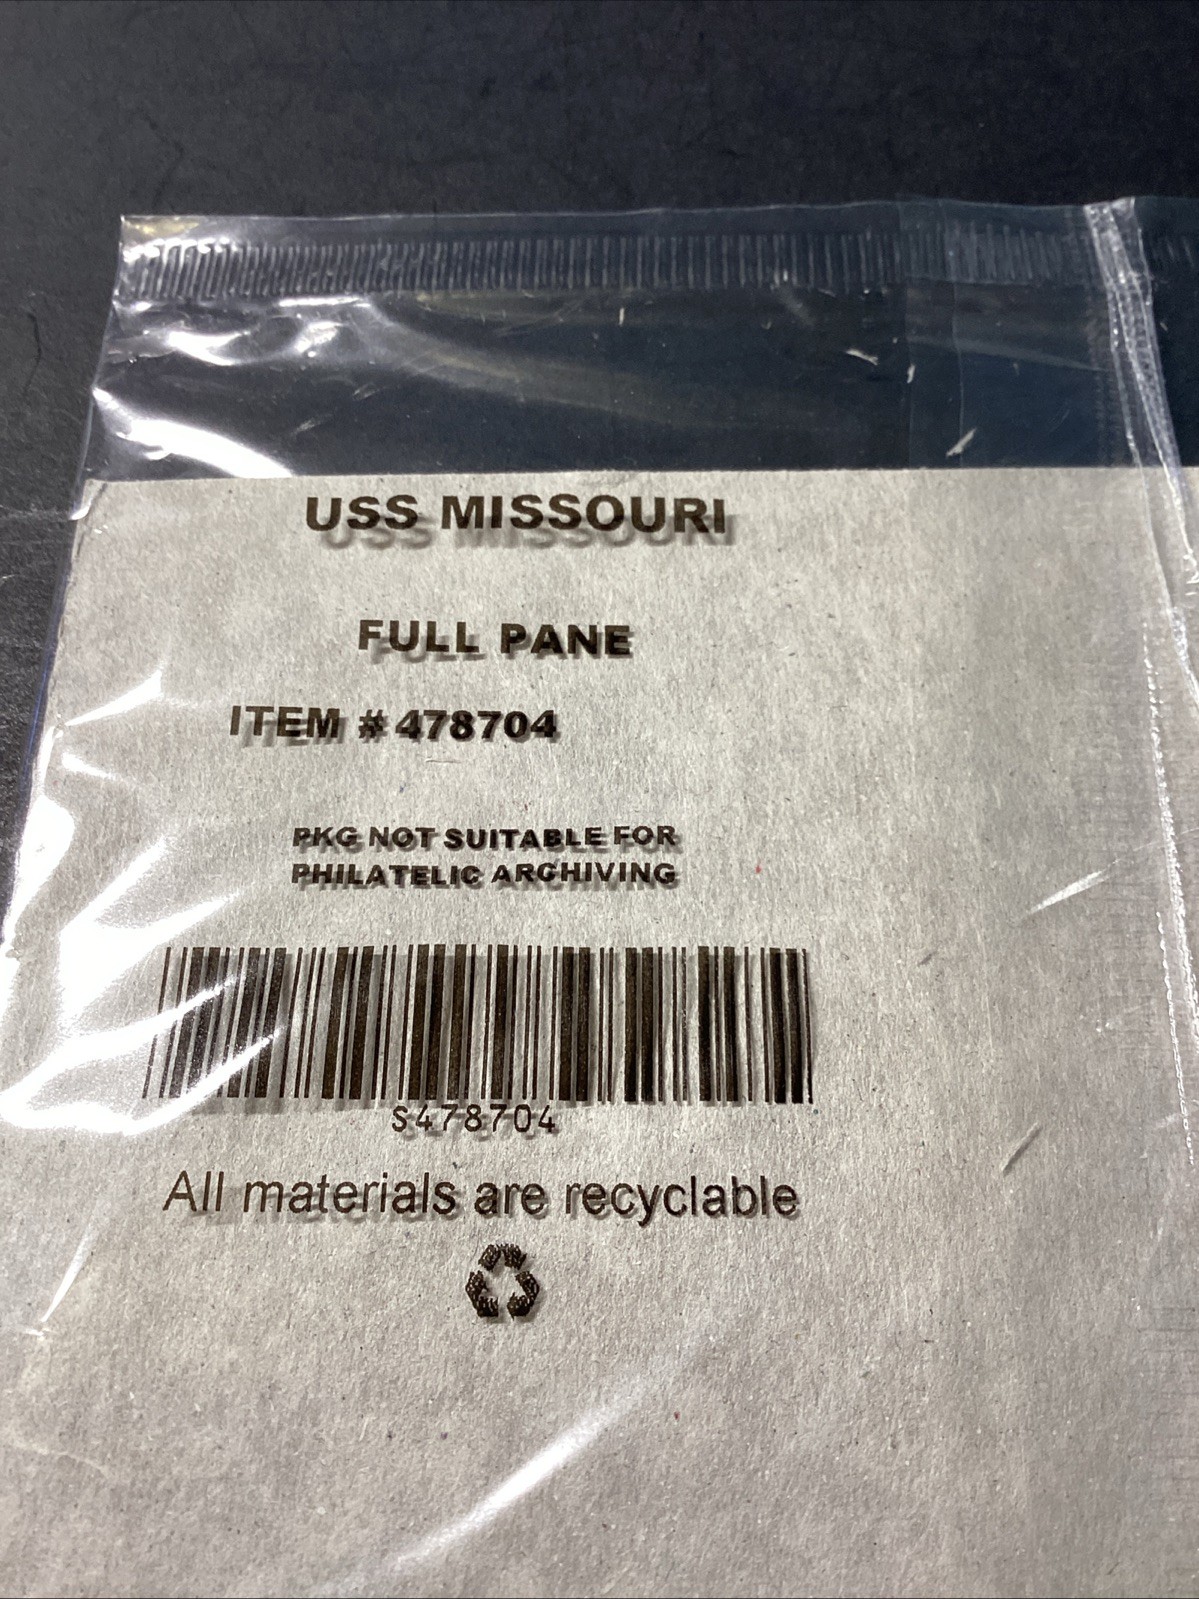 USS MISSOURI
FULL PANE
ITEM # 478704
PKG NOT SUITABLE FOR
PHILATELIC ARCHIVING
S478704
All materials are recyclable